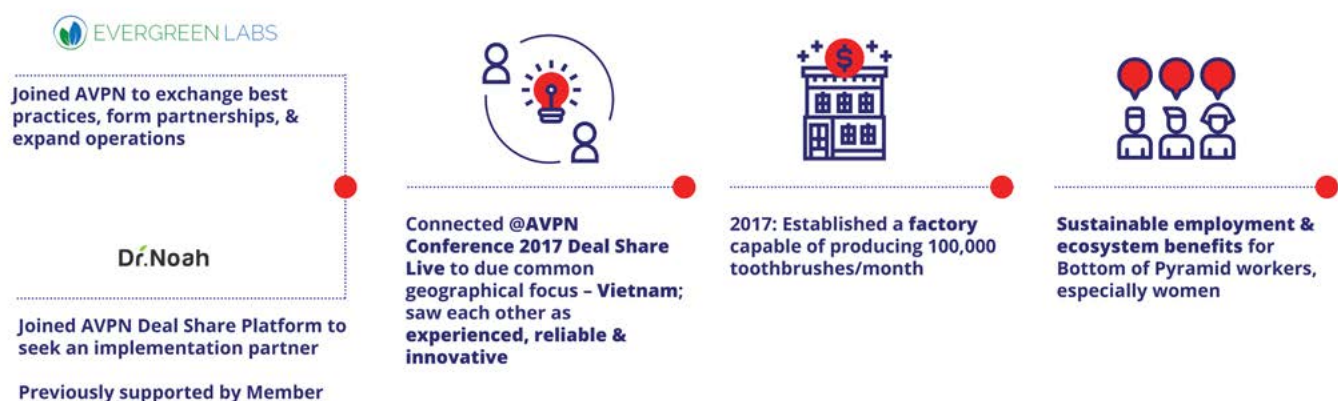 EVERGREEN LABS
Joined AVPN to exchange best
practices, form partnerships, &
expand operations
Dr.Noah
Joined AVPN Deal Share Platform to
seek an implementation partner
Previously supported by Member
Connected @AVPN
Conference 2017 Deal Share
Live to due common
geographical focus – Vietnam;
saw each other as
experienced, reliable &
innovative
$
2017: Established a factory
capable of producing 100,000
toothbrushes/month
Sustainable employment &
ecosystem benefits for
Bottom of Pyramid workers,
especially women